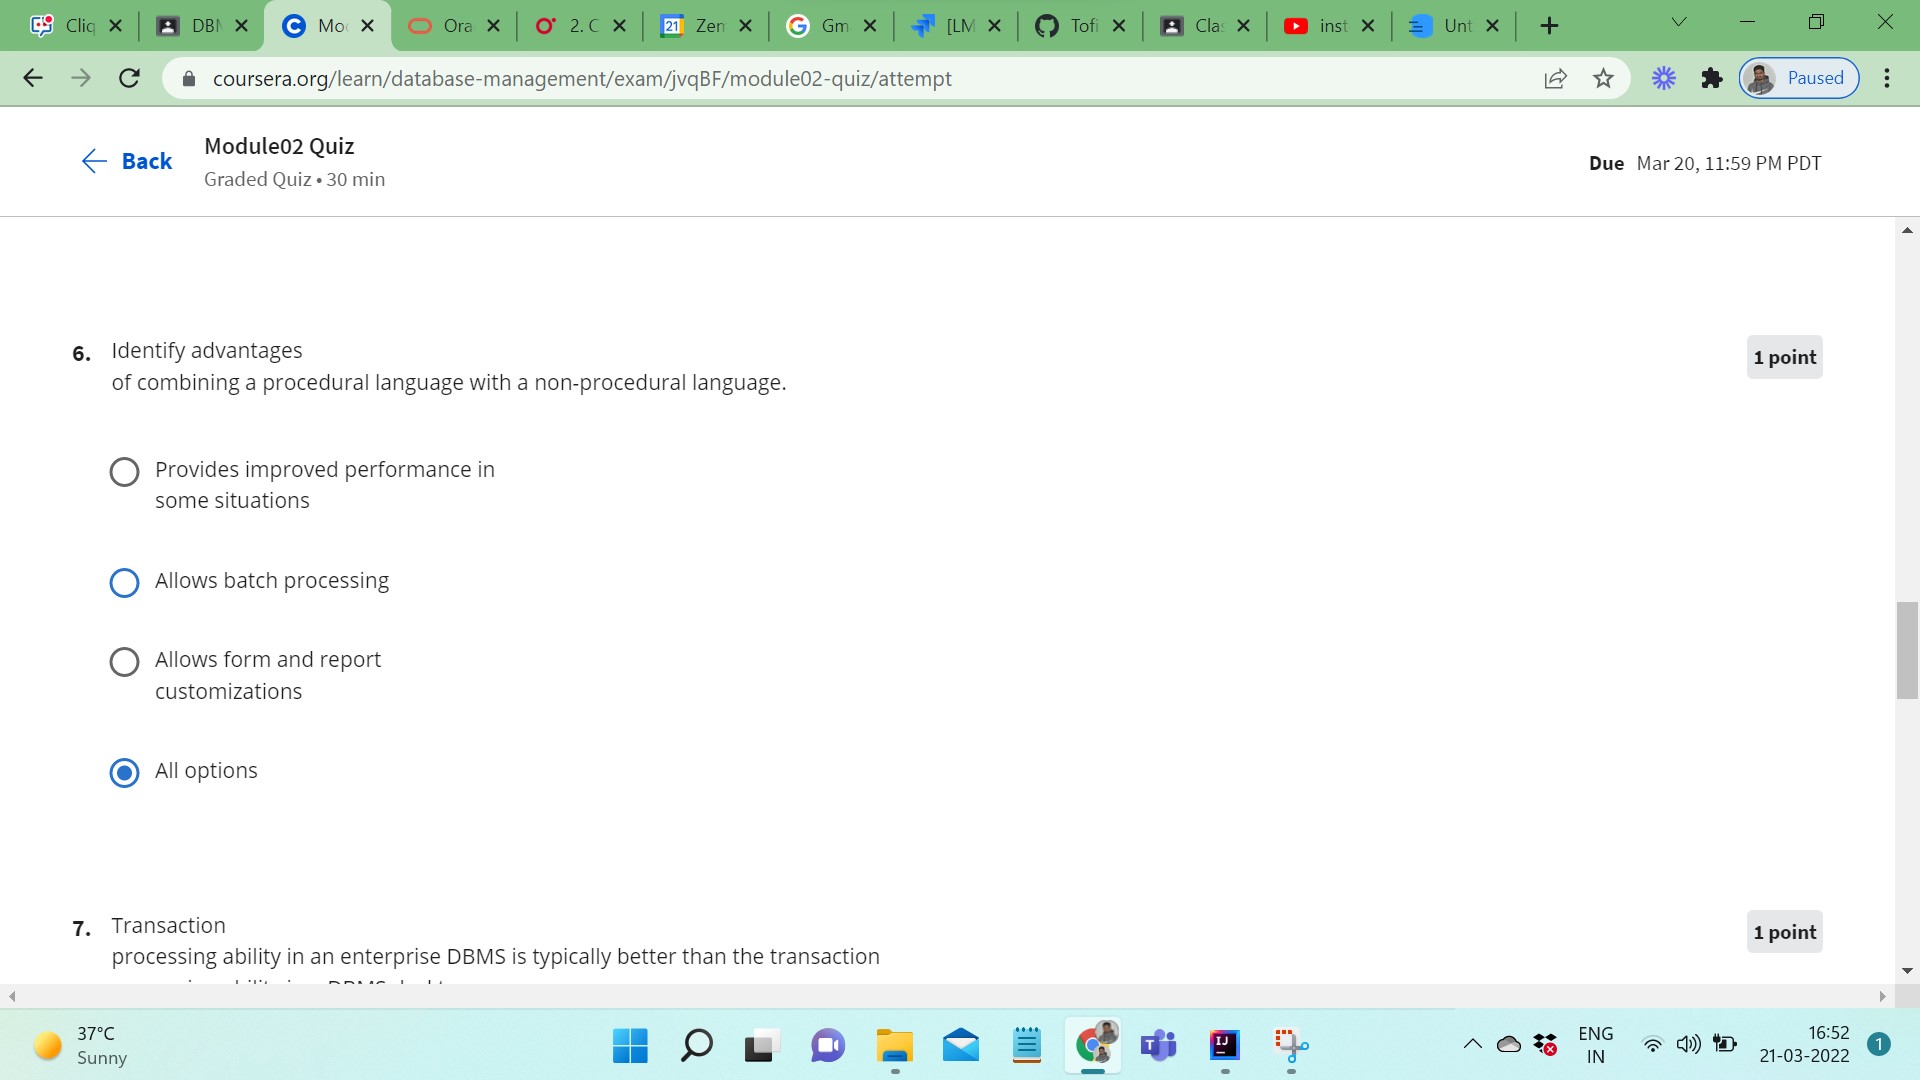 Cliq
DBM
Mod
Ora
2. C
Zen
Gm
[LM
Tofi
Clas
inst
Unt
coursera.org/learn/database-management/exam/jvqBF/module02-quiz/attempt
Paused
Back
Module02 Quiz
Graded Quiz • 30 min
Due Mar 20, 11:59 PM PDT
6. Identify advantages
of combining a procedural language with a non-procedural language.
1 point
Provides improved performance in
some situations
Allows batch processing
Allows form and report
customizations
All options
7. Transaction
processing ability in an enterprise DBMS is typically better than the transaction
1 point
37°C
Sunny
ENG
IN
16:52
21-03-2022
1